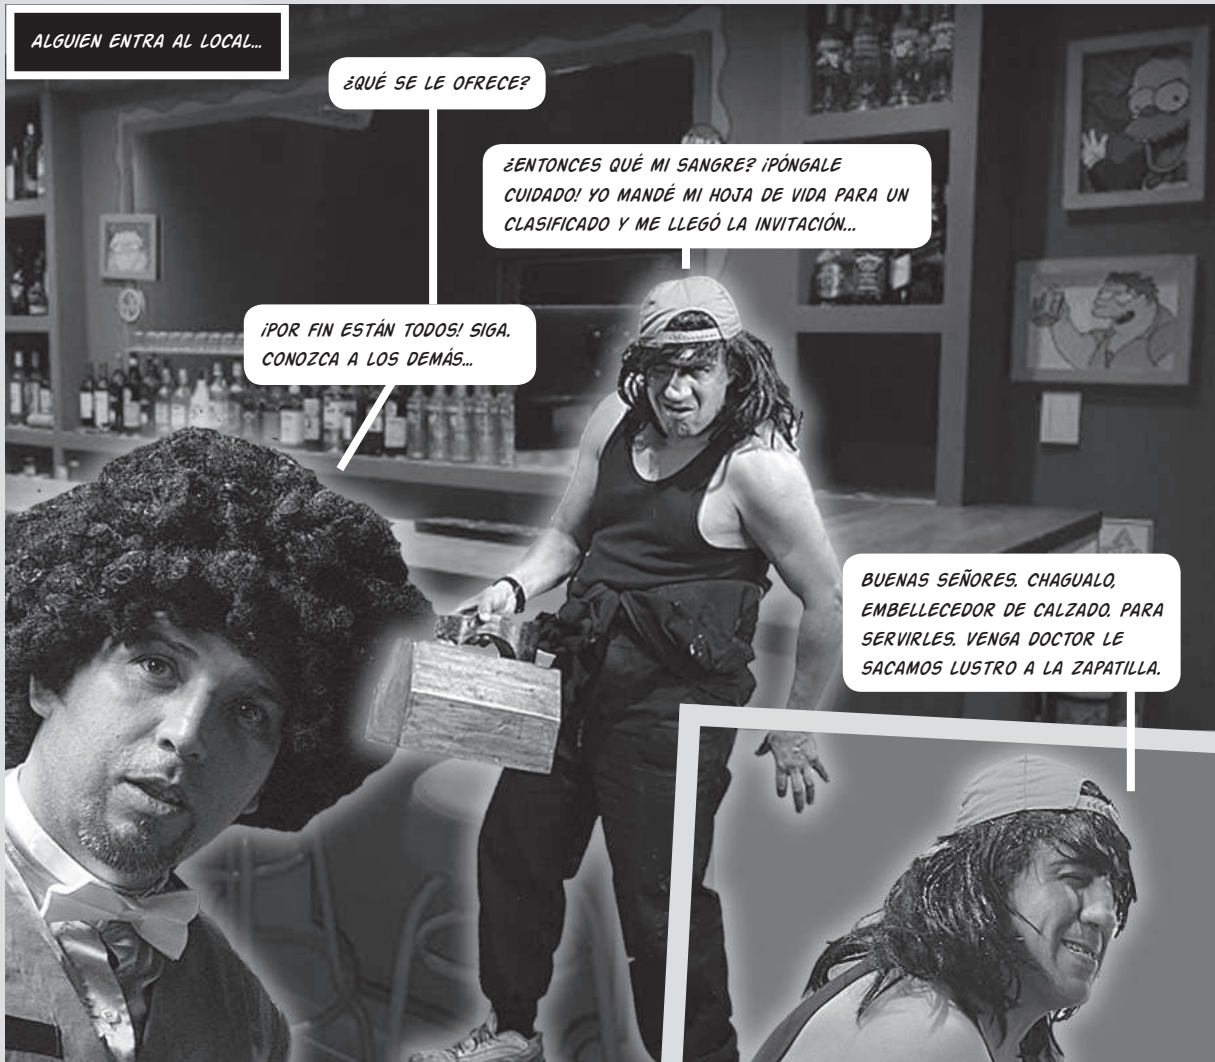 ALGUIEN ENTRA AL LOCAL...
¿QUÉ SE LE OFRECE?
¿ENTONCES QUÉ MI SANGRE? ¡PÓNGALE
CUIDADO! YO MANDÉ MI HOJA DE VIDA PARA UN
CLASIFICADO Y ME LLEGÓ LA INVITACIÓN...
¡POR FIN ESTÁN TODOS! SIGA.
CONOZCA A LOS DEMÁS...
BUENAS SEÑORES. CHAGUALO,
EMBELLECEDOR DE CALZADO. PARA
SERVIRLES. VENGA DOCTOR LE
SACAMOS LUSTRO A LA ZAPATILLA.